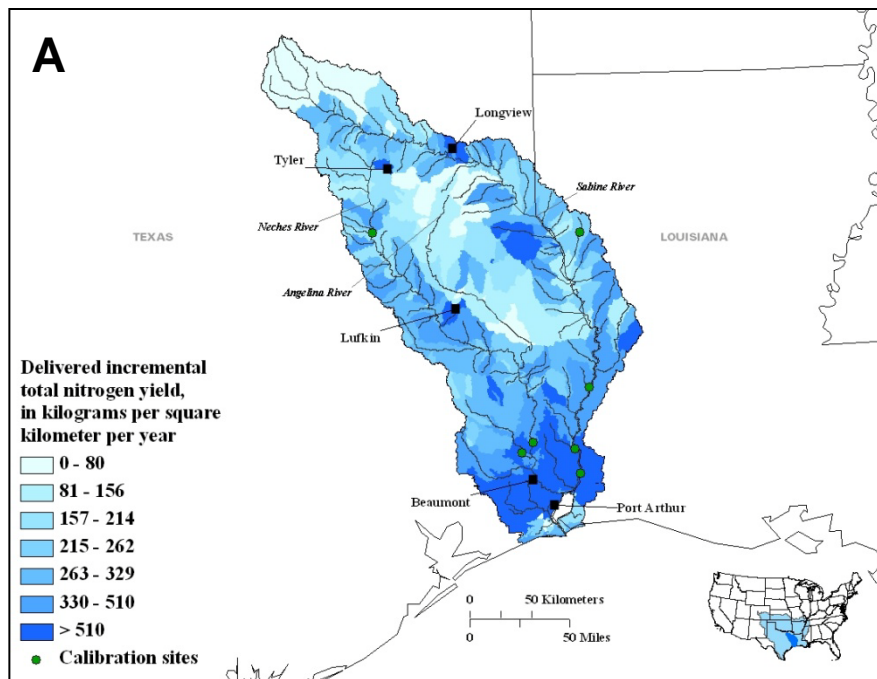 A
Longview
Tyler
Sabine River
Neches River
TEXAS
LOUISIANA
Angelina River
Lufkin
Delivered incremental
total nitrogen yield,
in kilograms per square
kilometer per year
0 - 80
81 - 156
157 - 214
215 - 262
263 - 329
330 - 510
> 510
Calibration sites
Beaumont
Port Arthur
0 50 Kilometers
0 50 Miles